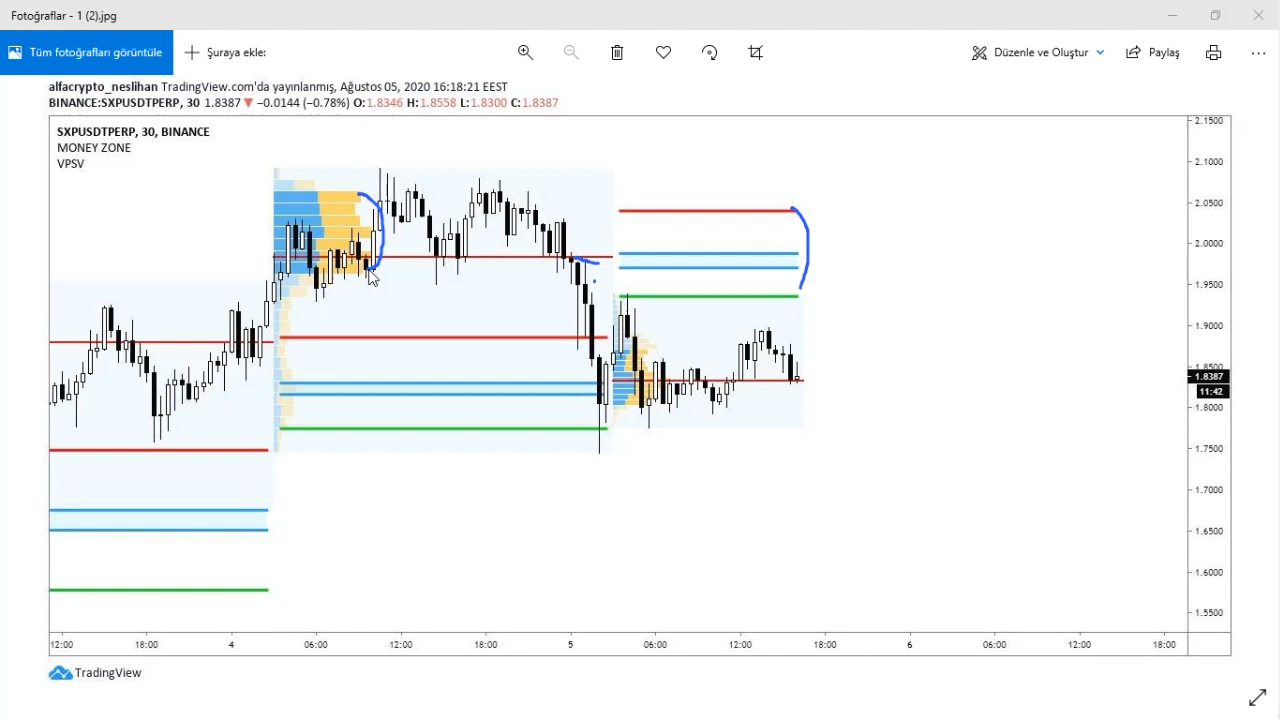 Fotoğraflar - 1 (2).jpg
Tüm fotoğrafları görüntüle
Şuraya ekle:
Düzenle ve Oluştur
Paylaş
alfacrypto_neslihan TradingView.com'da yayınlanmış, Ağustos 05, 2020 16:18:21 EEST
BINANCE:SXPUSDTPERP, 30 1.8387 ▼ −0.0144 (−0.78%) O:1.8346 H:1.8558 L:1.8300 C:1.8387
SXPUSDTPERP, 30, BINANCE
MONEY ZONE
VPSV
2.1500
2.1000
2.0500
2.0000
1.9500
1.9000
1.8500
1.8387
11:42
1.8000
1.7500
1.7000
1.6500
1.6000
1.5500
12:00 18:00 4 06:00 12:00 18:00 5 06:00 12:00 18:00 6 06:00 12:00 18:00
TradingView